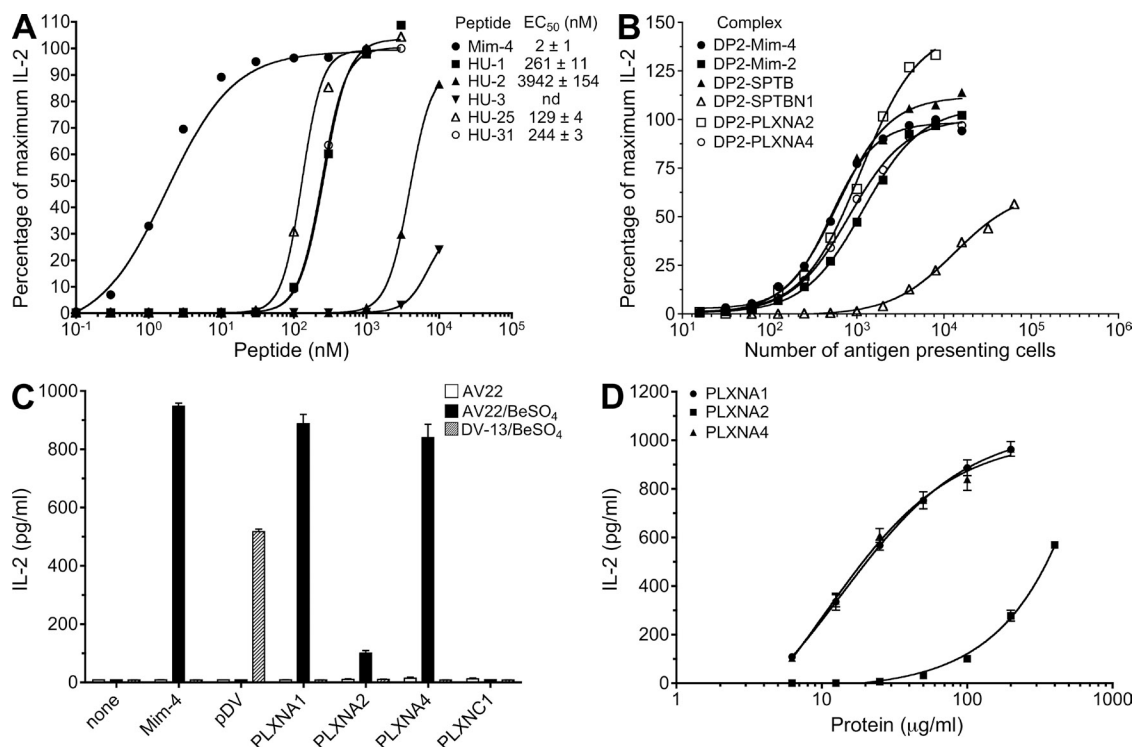 A
Percentage of maximum IL-2
110
100
90
80
70
60
50
40
30
20
10
0
10-1 100 101 102 103 104 105
Peptide (nM)
Peptide EC50 (nM)
Mim-4 2 ± 1
HU-1 261 ± 11
HU-2 3942 ± 154
HU-3 nd
HU-25 129 ± 4
HU-31 244 ± 3
B
Percentage of maximum IL-2
150
125
100
75
50
25
0
101 102 103 104 105 106
Number of antigen presenting cells
Complex
DP2-Mim-4
DP2-Mim-2
DP2-SPTB
DP2-SPTBN1
DP2-PLXNA2
DP2-PLXNA4
C
IL-2 (pg/ml)
1000
800
600
400
200
0
none Mim-4 pDV PLXNA1 PLXNA2 PLXNA4 PLXNC1
AV22
AV22/BeSO4
DV-13/BeSO4
D
IL-2 (pg/ml)
1200
1000
800
600
400
200
0
1 10 100 1000
Protein (μg/ml)
PLXNA1
PLXNA2
PLXNA4